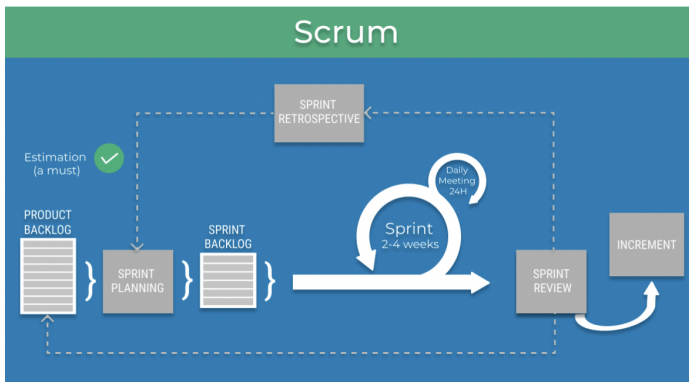 Scrum
SPRINT
RETROSPECTIVE
Estimation
(a must)
Daily
Meeting
24H
PRODUCT
BACKLOG
SPRINT
PLANNING
SPRINT
BACKLOG
Sprint
2-4 weeks
SPRINT
REVIEW
INCREMENT